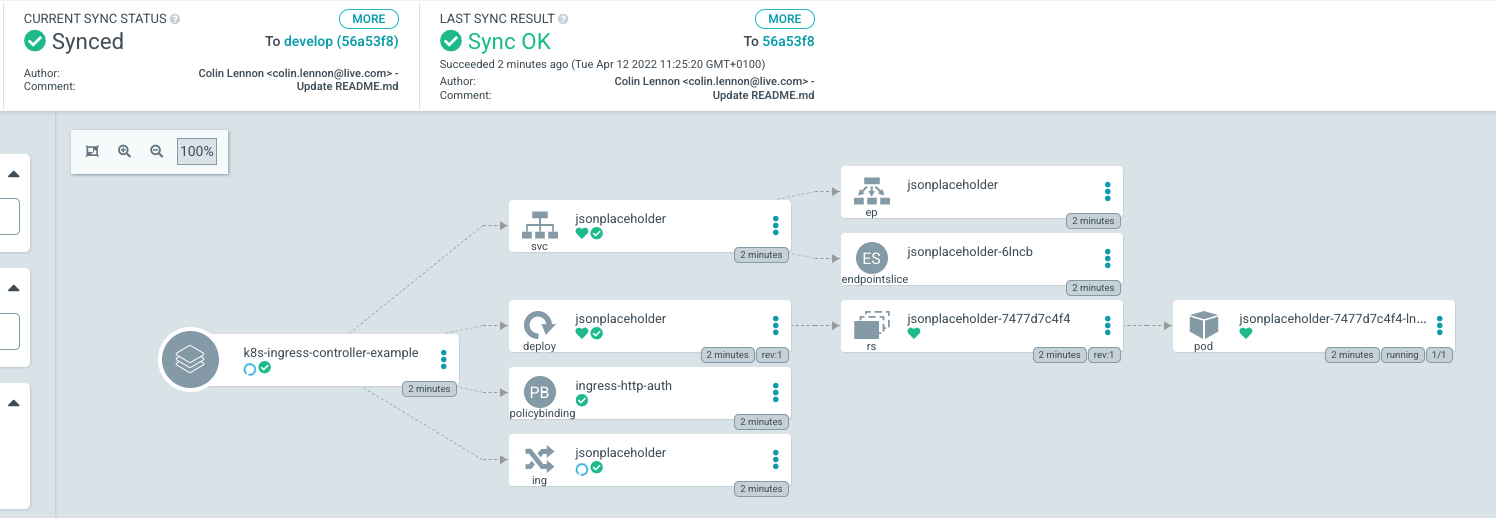 CURRENT SYNC STATUS ? MORE
Synced To develop (56a53f8)
Author: Colin Lennon <colin.lennon@live.com> -
Comment: Update README.md
LAST SYNC RESULT ? MORE
Sync OK To 56a53f8
Succeeded 2 minutes ago (Tue Apr 12 2022 11:25:20 GMT+0100)
Author: Colin Lennon <colin.lennon@live.com> -
Comment: Update README.md
100%
k8s-ingress-controller-example
2 minutes
jsonplaceholder
svc
2 minutes
jsonplaceholder
ep
2 minutes
ES
jsonplaceholder-6lncb
endpointslice
2 minutes
jsonplaceholder
deploy
2 minutes rev:1
jsonplaceholder-7477d7c4f4
rs
2 minutes rev:1
jsonplaceholder-7477d7c4f4-ln...
pod
2 minutes running 1/1
PB
ingress-http-auth
policybinding
2 minutes
jsonplaceholder
ing
2 minutes